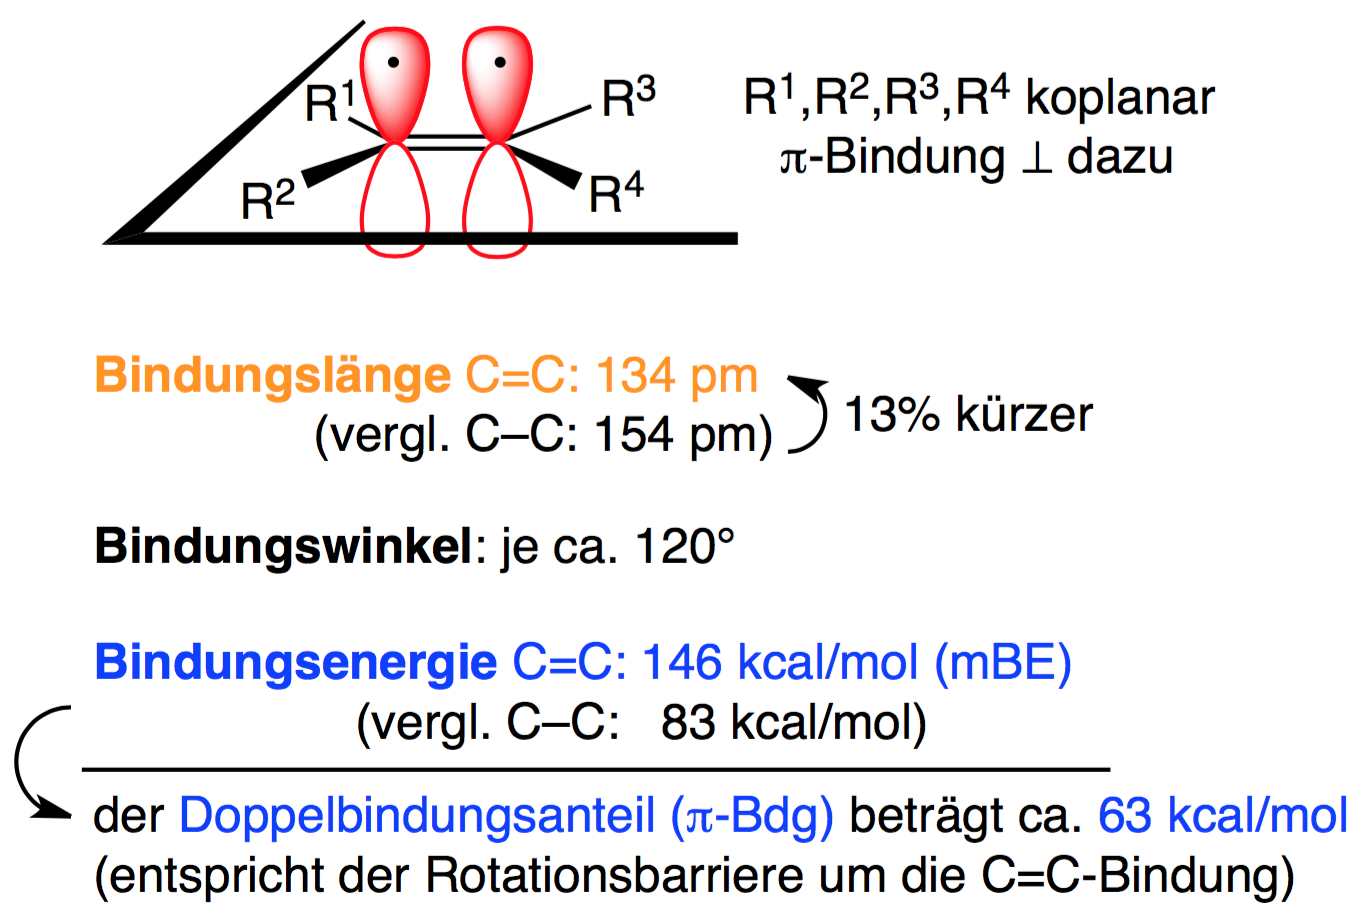 R¹ R³
R² R⁴
R¹,R²,R³,R⁴ koplanar
π-Bindung ⊥ dazu
Bindungslänge C=C: 134 pm
(vergl. C–C: 154 pm)
13% kürzer
Bindungswinkel: je ca. 120°
Bindungsenergie C=C: 146 kcal/mol (mBE)
(vergl. C–C: 83 kcal/mol)
der Doppelbindungsanteil (π-Bdg) beträgt ca. 63 kcal/mol
(entspricht der Rotationsbarriere um die C=C-Bindung)